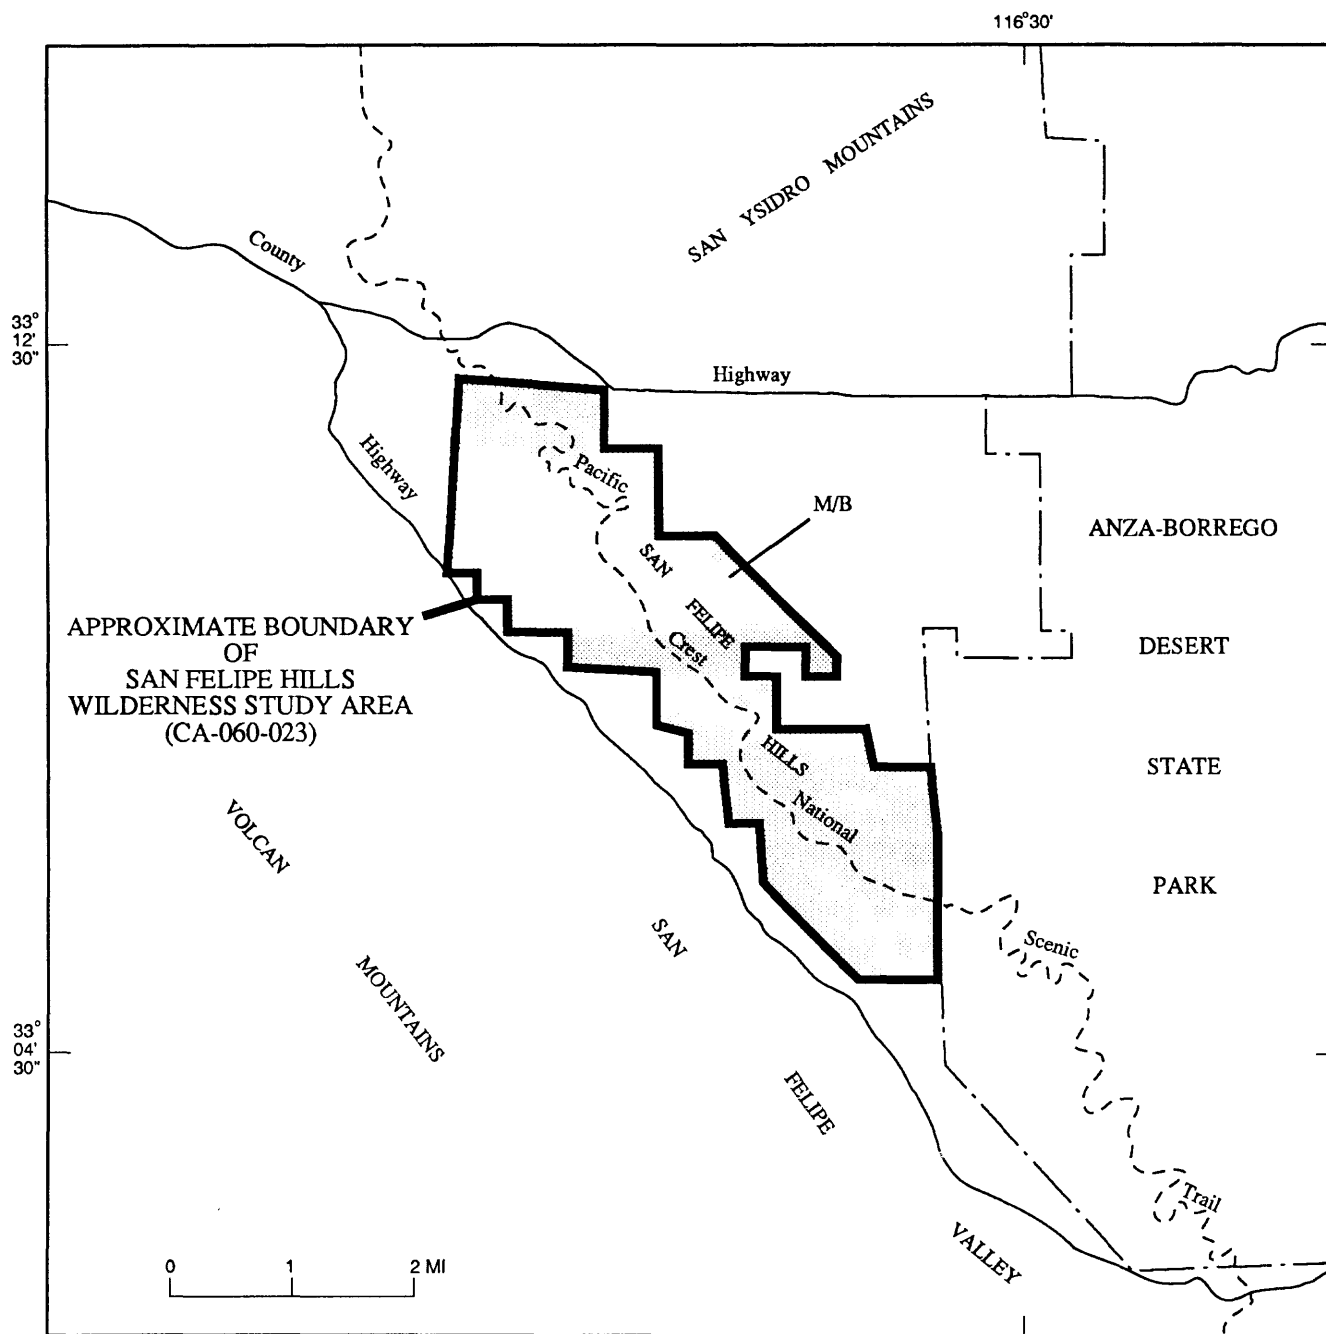 116°30'
SAN YSIDRO MOUNTAINS
County
33°
12'
30"
Highway
Highway
Pacific
M/B
SAN
ANZA-BORREGO
FELIPE
APPROXIMATE BOUNDARY
OF
SAN FELIPE HILLS
WILDERNESS STUDY AREA
(CA-060-023)
Crest
DESERT
HILLS
STATE
National
VOLCAN
PARK
SAN
Scenic
MOUNTAINS
33°
04'
30"
FELIPE
Trail
VALLEY
0 1 2 MI